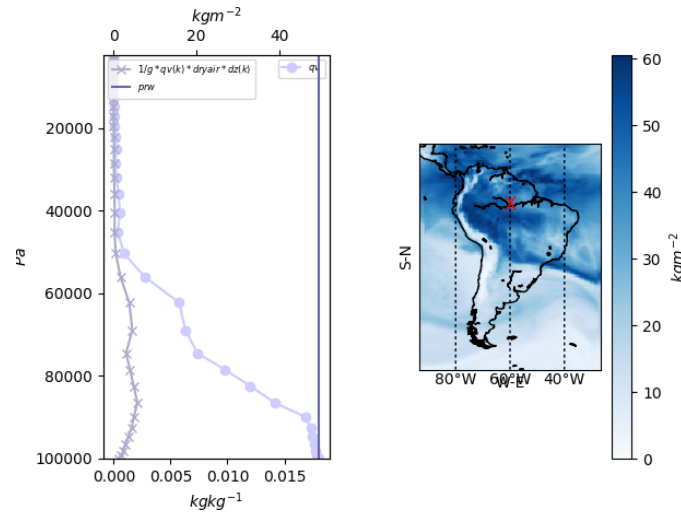 kgm⁻²
0 20 40
1/g*qv(k)*dryair*dz(k)
prw
qv
20000
40000
60000
80000
100000
Pa
0.000 0.005 0.010 0.015
kgkg⁻¹
S-N
X
80°W 60°W 40°W
W-E
60
50
40
30
20
10
0
kgm⁻²